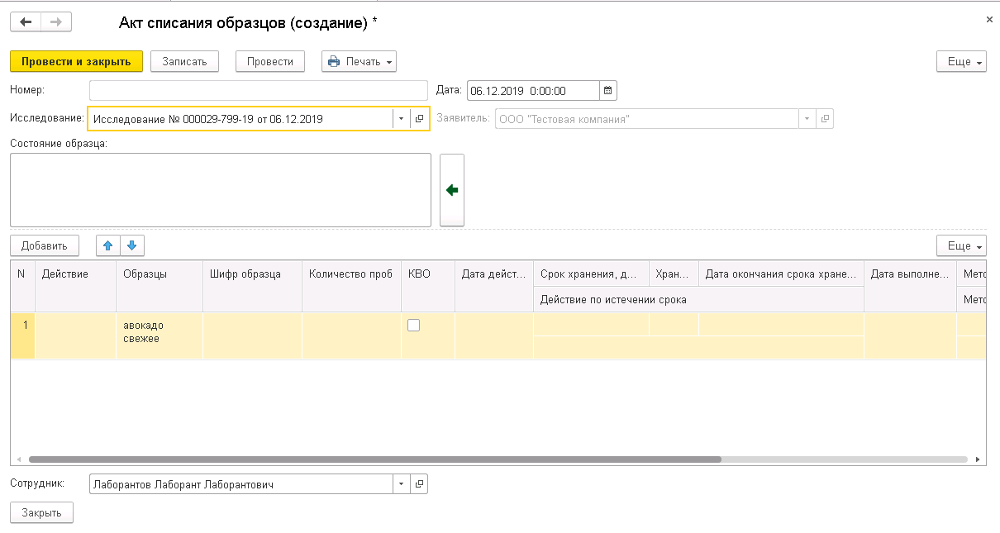 Акт списания образцов (создание) *
Провести и закрыть Записать Провести Печать Еще
Номер: Дата: 06.12.2019 0:00:00
Исследование: Исследование № 000029-799-19 от 06.12.2019 Заявитель: ООО "Тестовая компания"
Состояние образца:
Добавить Еще
N Действие Образцы Шифр образца Количество проб КВО Дата дейст... Срок хранения, д... Хран... Дата окончания срока хране... Дата выполне... Мето
Действие по истечении срока Мето
1 авокадо
свежее
Сотрудник: Лаборантов Лаборант Лаборантович
Закрыть